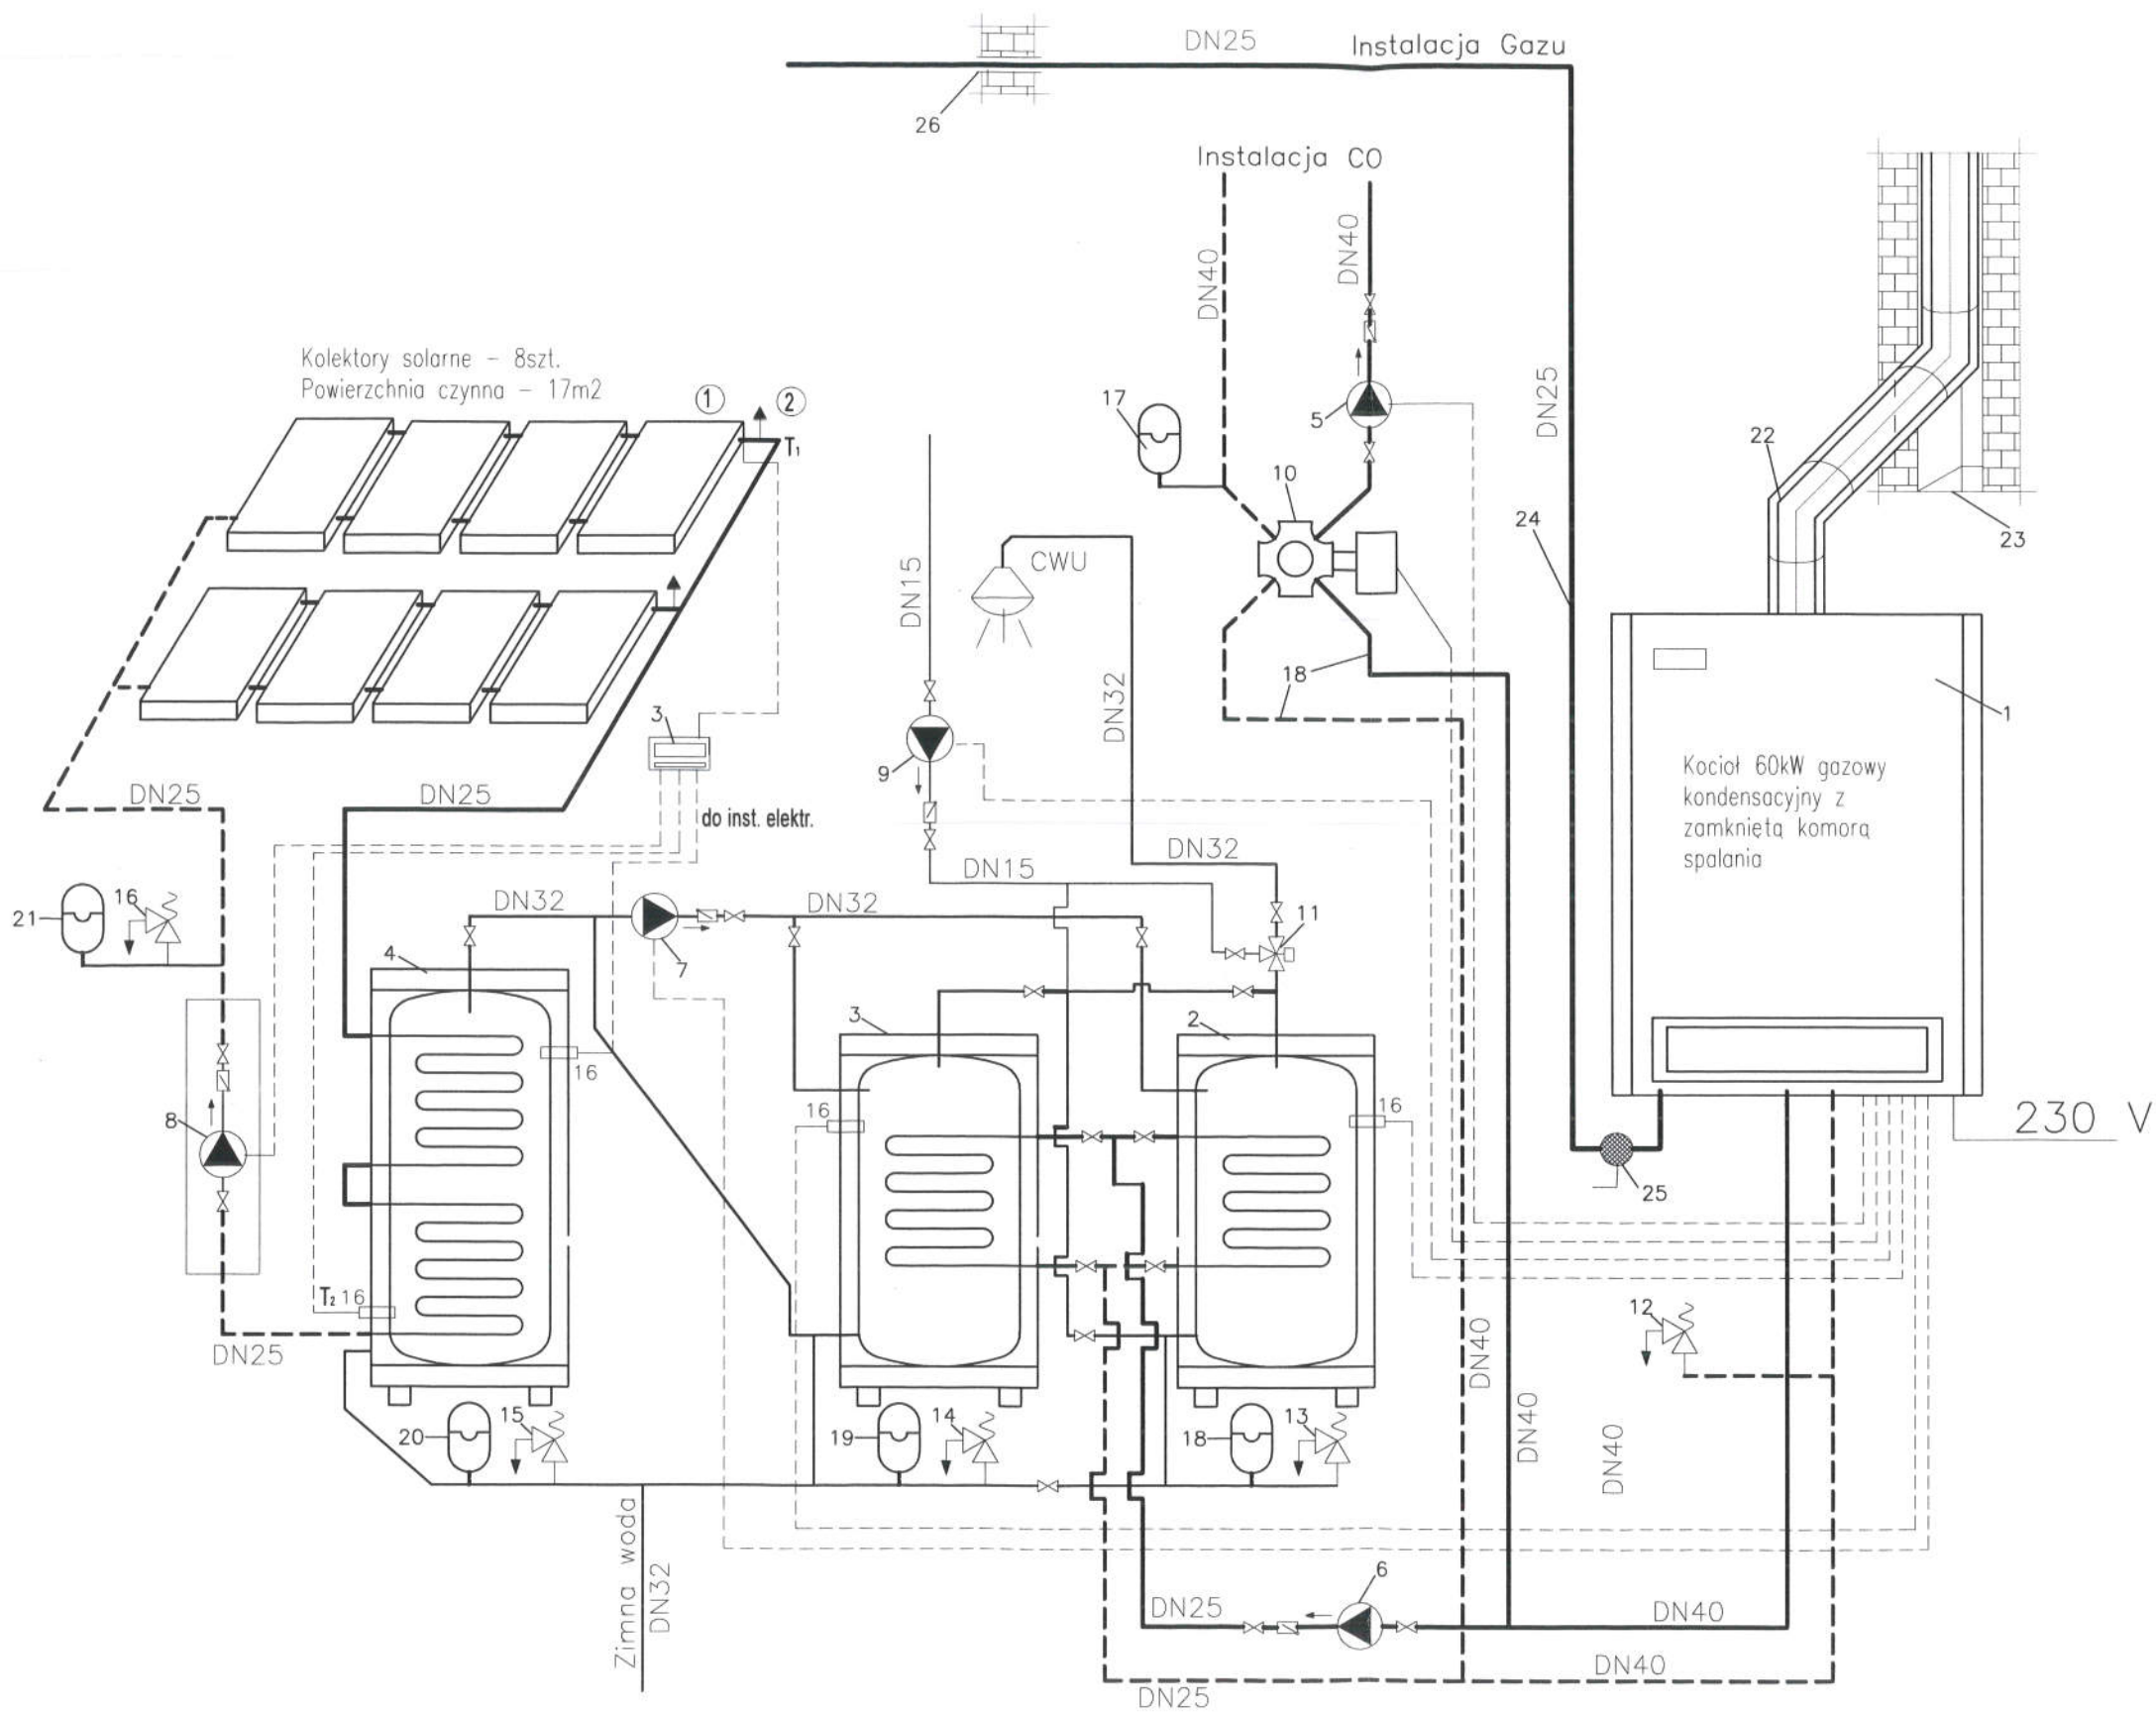 DN25
Instalacja Gazu
26
Instalacja CO
DN40
DN40
Kolektory solarne - 8szt.
Powierzchnia czynna - 17m2
1
2
T1
17
5
DN25
22
10
24
23
CWU
DN15
DN32
18
3
1
9
Kocioł 60kW gazowy
kondensacyjny z
zamkniętą komorą
spalania
DN25
DN25
do inst. elektr.
DN32
DN15
16
21
DN32
DN32
11
7
4
3
2
16
16
16
8
230 V
25
T2 16
12
DN25
DN40
DN40
DN40
20
15
19
14
18
13
Zimna woda
DN32
6
DN25
DN40
DN40
DN25